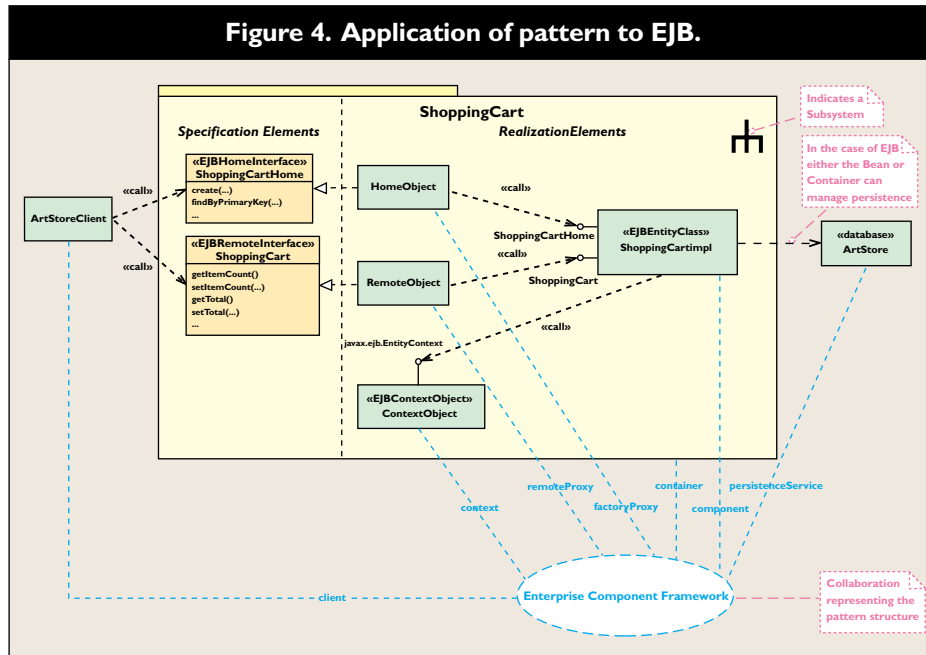 Figure 4. Application of pattern to EJB.
ShoppingCart
Specification Elements
RealizationElements
Indicates a
Subsystem
In the case of EJB
either the Bean or
Container can
manage persistence
«EJBHomeInterface»
ShoppingCartHome
create(...)
findByPrimaryKey(...)
...
HomeObject
«call»
«call»
ArtStoreClient
«call»
ShoppingCartHome
«call»
«EJBEntityClass»
ShoppingCartimpl
«database»
ArtStore
«EJBRemoteInterface»
ShoppingCart
getItemCount()
setItemCount(...)
getTotal()
setTotal(...)
...
RemoteObject
ShoppingCart
«call»
javax.ejb.EntityContext
«EJBContextObject»
ContextObject
remoteProxy
container
persistenceService
context
factoryProxy
component
client
Enterprise Component Framework
Collaboration
representing the
pattern structure